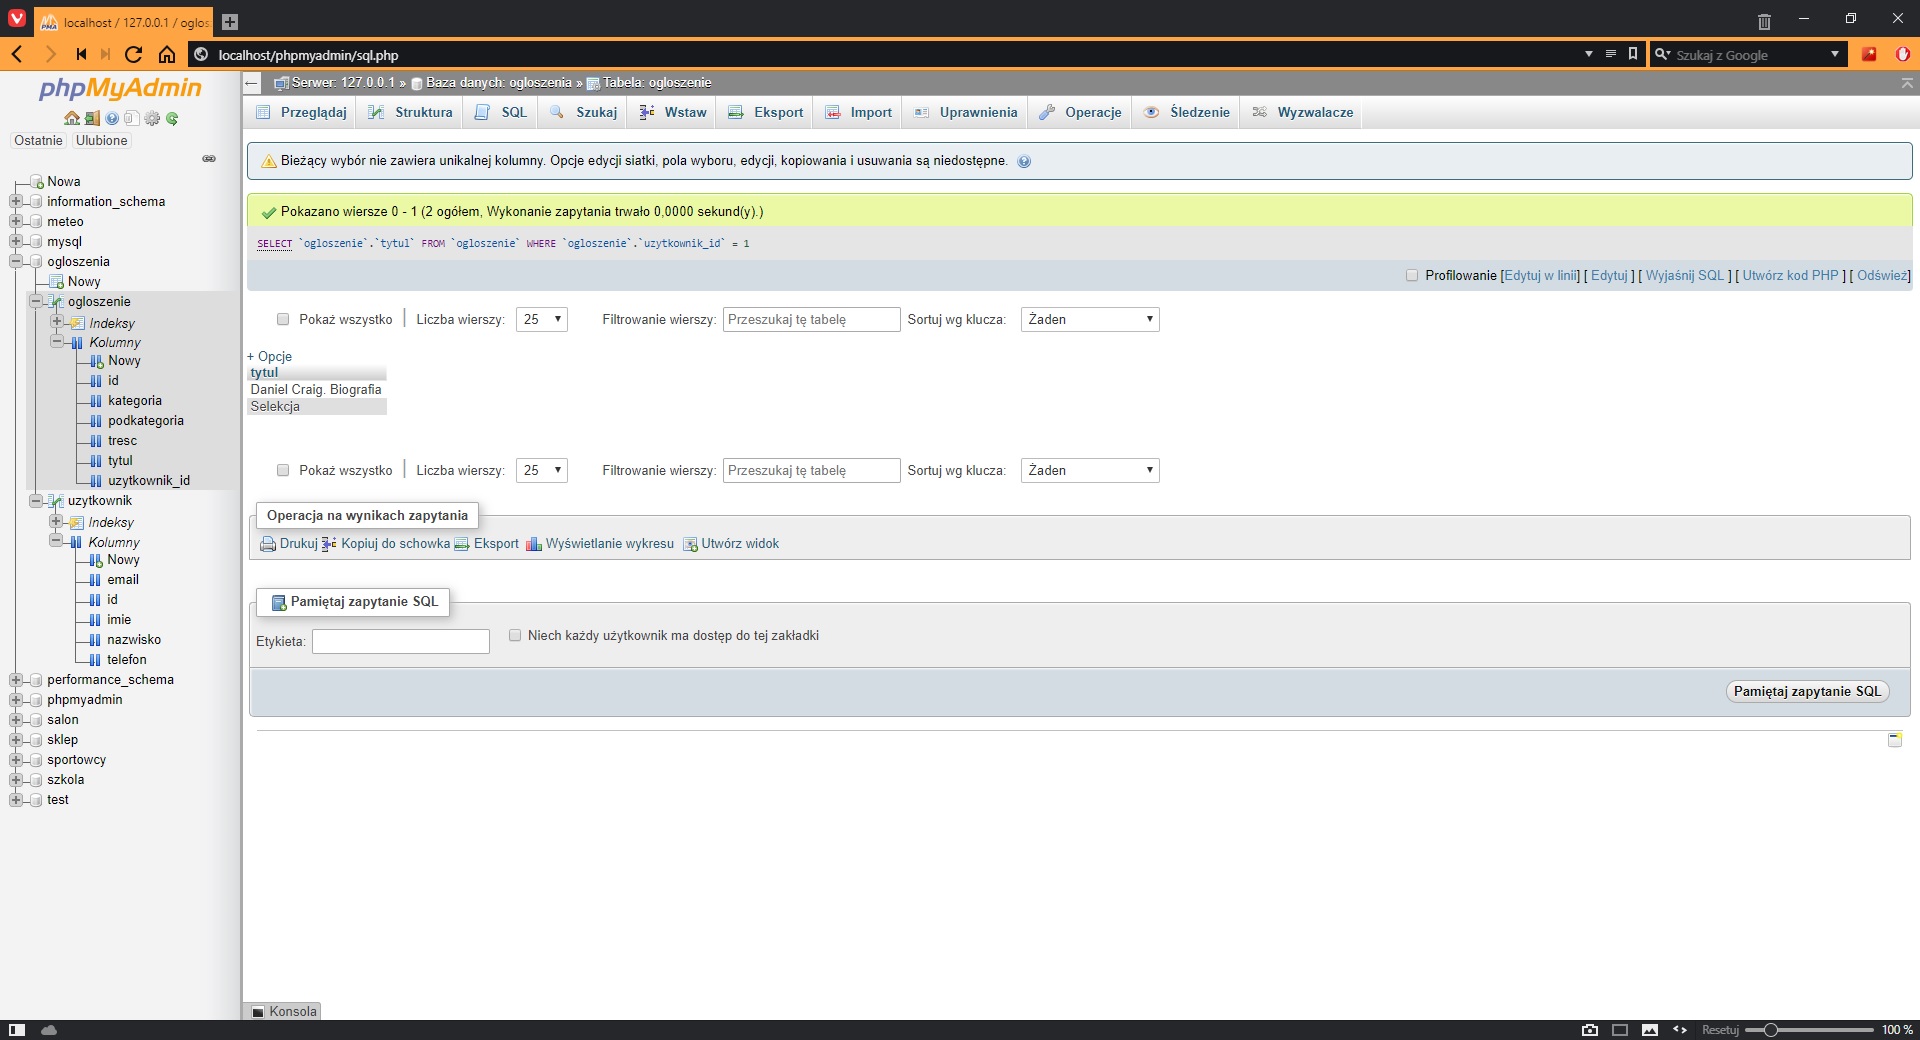 localhost / 127.0.0.1 / oglos
localhost/phpmyadmin/sql.php
Szukaj z Google
phpMyAdmin
Ostatnie Ulubione
Nowa
information_schema
meteo
mysql
ogloszenia
Nowy
ogloszenie
Indeksy
Kolumny
Nowy
id
kategoria
podkategoria
tresc
tytul
uzytkownik_id
uzytkownik
Indeksy
Kolumny
Nowy
email
id
imie
nazwisko
telefon
performance_schema
phpmyadmin
salon
sklep
sportowcy
szkola
test
Serwer: 127.0.0.1 » Baza danych: ogloszenia » Tabela: ogloszenie
Przeglądaj Struktura SQL Szukaj Wstaw Eksport Import Uprawnienia Operacje Śledzenie Wyzwalacze
Bieżący wybór nie zawiera unikalnej kolumny. Opcje edycji siatki, pola wyboru, edycji, kopiowania i usuwania są niedostępne.
Pokazano wiersze 0 - 1 (2 ogółem, Wykonanie zapytania trwało 0,0000 sekund(y).)
SELECT `ogloszenie`.`tytul` FROM `ogloszenie` WHERE `ogloszenie`.`uzytkownik_id` = 1
Profilowanie [Edytuj w linii] [ Edytuj ] [ Wyjaśnij SQL ] [ Utwórz kod PHP ] [ Odśwież]
Pokaż wszystko | Liczba wierszy: 25 Filtrowanie wierszy: Przeszukaj tę tabelę Sortuj wg klucza: Żaden
+ Opcje
tytul
Daniel Craig. Biografia
Selekcja
Pokaż wszystko | Liczba wierszy: 25 Filtrowanie wierszy: Przeszukaj tę tabelę Sortuj wg klucza: Żaden
Operacja na wynikach zapytania
Drukuj Kopiuj do schowka Eksport Wyświetlanie wykresu Utwórz widok
Pamiętaj zapytanie SQL
Etykieta: Niech każdy użytkownik ma dostęp do tej zakładki
Pamiętaj zapytanie SQL
Konsola
Resetuj 100 %